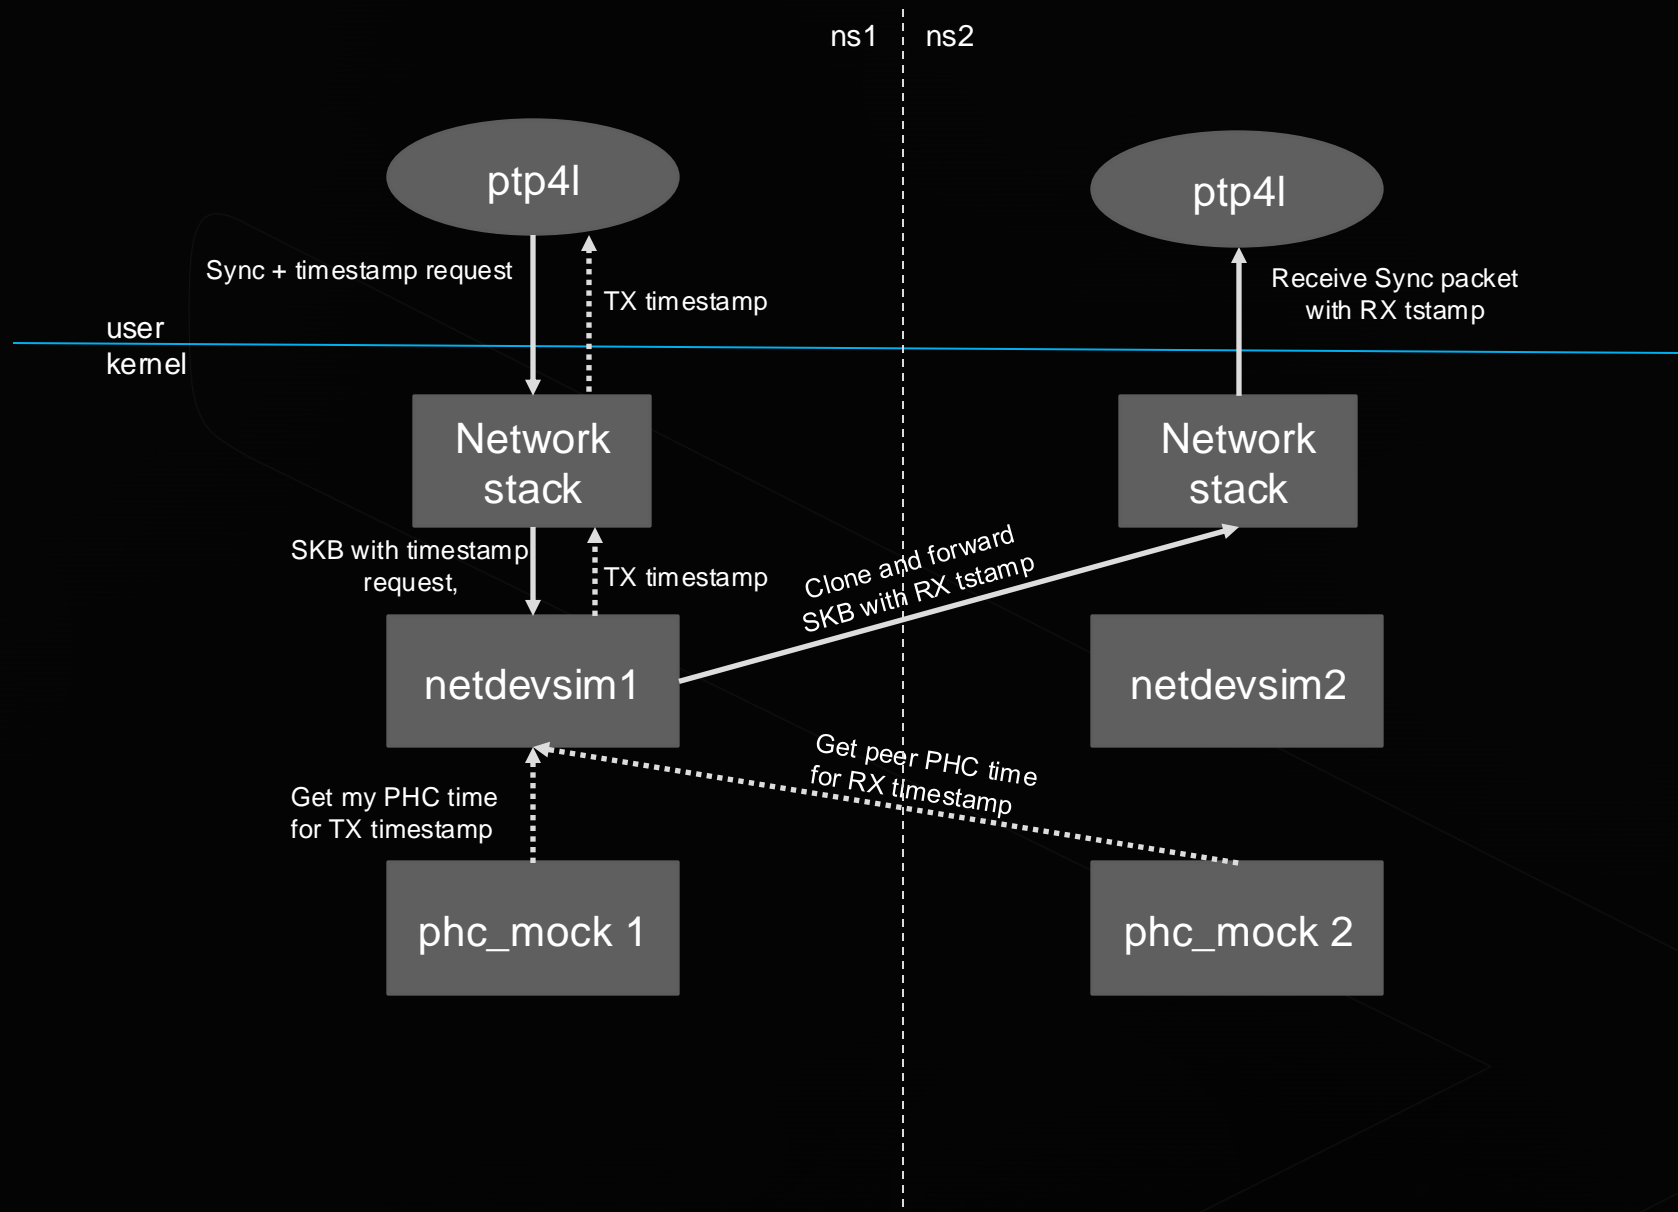 ns1
ns2
ptp4l
ptp4l
Sync + timestamp request
TX timestamp
Receive Sync packet
with RX tstamp
user
kernel
Network
stack
Network
stack
SKB with timestamp
request,
TX timestamp
Clone and forward
SKB with RX tstamp
netdevsim1
netdevsim2
Get peer PHC time
for RX timestamp
Get my PHC time
for TX timestamp
phc_mock 1
phc_mock 2